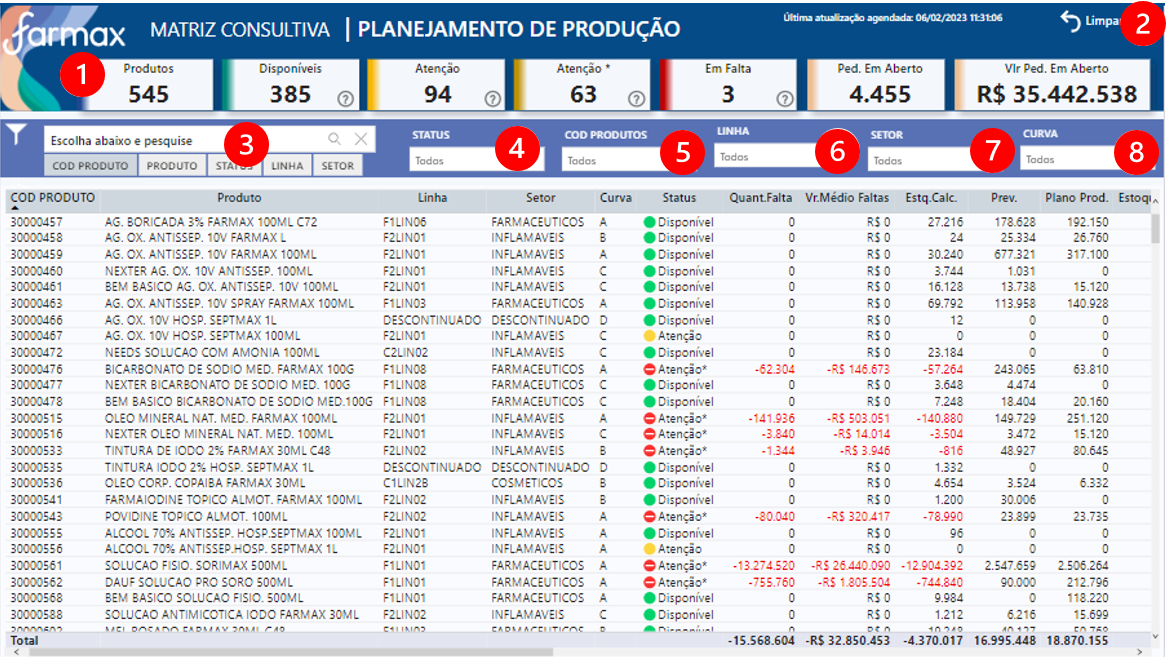 farmax MATRIZ CONSULTIVA | PLANEJAMENTO DE PRODUÇÃO Última atualização agendada: 06/02/2023 11:31:06 Limpa 2
1 Produtos Disponíveis Atenção Atenção * Em Falta Ped. Em Aberto Vlr Ped. Em Aberto
545 385 ? 94 ? 63 ? 3 ? 4.455 R$ 35.442.538
Escolha abaixo e pesquise 3 STATUS 4 COD PRODUTOS 5 LINHA 6 SETOR 7 CURVA 8
Todos Todos Todos Todos Todos
COD PRODUTO PRODUTO STATUS LINHA SETOR
COD PRODUTO Produto Linha Setor Curva Status Quant.Falta Vr.Médio Faltas Estq.Calc. Prev. Plano Prod. Estoqu
30000457 AG. BORICADA 3% FARMAX 100ML C72 F1LIN06 FARMACEUTICOS A Disponível 0 R$ 0 27.216 178.628 192.150
30000458 AG. OX. ANTISSEP. 10V FARMAX L F2LIN01 INFLAMAVEIS B Disponível 0 R$ 0 24 25.334 26.760
30000459 AG. OX. ANTISSEP. 10V FARMAX 100ML F2LIN01 INFLAMAVEIS A Disponível 0 R$ 0 30.240 677.321 317.100
30000460 NEXTER AG. OX. 10V ANTISSEP. 100ML F2LIN01 INFLAMAVEIS C Disponível 0 R$ 0 3.744 1.031 0
30000461 BEM BASICO AG. OX. ANTISSEP. 10V 100ML F2LIN01 INFLAMAVEIS C Disponível 0 R$ 0 16.128 13.738 15.120
30000463 AG. OX. ANTISSEP. 10V SPRAY FARMAX 100ML F1LIN03 FARMACEUTICOS A Disponível 0 R$ 0 69.792 113.958 140.928
30000466 AG. OX. 10V HOSP. SEPTMAX 1L DESCONTINUADO DESCONTINUADO D Disponível 0 R$ 0 12 0 0
30000467 AG. OX. 10V HOSP. SEPTMAX 100ML F2LIN01 INFLAMAVEIS C Atenção 0 R$ 0 0 0 0
30000472 NEEDS SOLUCAO COM AMONIA 100ML C2LIN02 INFLAMAVEIS C Disponível 0 R$ 0 23.184 0 0
30000476 BICARBONATO DE SODIO MED. FARMAX 100G F1LIN08 FARMACEUTICOS A Atenção* -62.304 -R$ 146.673 -57.264 243.065 63.810
30000477 NEXTER BICARBONATO DE SODIO MED. 100G F1LIN08 FARMACEUTICOS C Disponível 0 R$ 0 3.648 4.474 0
30000478 BEM BASICO BICARBONATO DE SODIO MED.100G F1LIN08 FARMACEUTICOS C Disponível 0 R$ 0 7.248 18.404 20.160
30000515 OLEO MINERAL NAT. MED. FARMAX 100ML F2LIN01 INFLAMAVEIS A Atenção* -141.936 -R$ 503.051 -140.880 149.729 251.120
30000516 NEXTER OLEO MINERAL NAT. MED. 100ML F2LIN01 INFLAMAVEIS C Atenção* -3.840 -R$ 14.014 -3.504 3.472 15.120
30000533 TINTURA DE IODO 2% FARMAX 30ML C48 F2LIN02 INFLAMAVEIS B Atenção* -1.344 -R$ 3.946 -816 48.927 80.645
30000535 TINTURA IODO 2% HOSP. SEPTMAX 1L DESCONTINUADO DESCONTINUADO D Disponível 0 R$ 0 1.332 0 0
30000536 OLEO CORP. COPAIBA FARMAX 30ML C1LIN2B COSMETICOS B Disponível 0 R$ 0 4.654 3.524 6.332
30000541 FARMAIODINE TOPICO ALMOT. FARMAX 100ML F2LIN02 INFLAMAVEIS B Disponível 0 R$ 0 1.200 30.006 0
30000543 POVIDINE TOPICO ALMOT. 100ML F2LIN02 INFLAMAVEIS A Atenção* -80.040 -R$ 320.417 -78.990 23.899 23.735
30000555 ALCOOL 70% ANTISSEP. HOSP.SEPTMAX 100ML F2LIN01 INFLAMAVEIS A Disponível 0 R$ 0 96 0 0
30000556 ALCOOL 70% ANTISSEP.HOSP. SEPTMAX 1L F2LIN01 INFLAMAVEIS A Atenção 0 R$ 0 0 0 0
30000561 SOLUCAO FISIO. SORIMAX 500ML F1LIN01 FARMACEUTICOS A Atenção* -13.274.520 -R$ 26.440.090 -12.904.392 2.547.659 2.506.264
30000562 DAUF SOLUCAO PRO SORO 500ML F1LIN01 FARMACEUTICOS A Atenção* -755.760 -R$ 1.805.504 -744.840 90.000 212.796
30000568 BEM BASICO SOLUCAO FISIO. 500ML F1LIN01 FARMACEUTICOS A Disponível 0 R$ 0 9.984 0 118.220
30000588 SOLUCAO ANTIMICOTICA IODO FARMAX 30ML F2LIN02 INFLAMAVEIS C Disponível 0 R$ 0 1.212 6.216 15.699
30000602 MEL ROSADO FARMAX 30ML C48 F1LIN03 FARMACEUTICOS B Disponível 0 R$ 0 19.248 40.127 50.768
Total -15.568.604 -R$ 32.850.453 -4.370.017 16.995.448 18.870.155